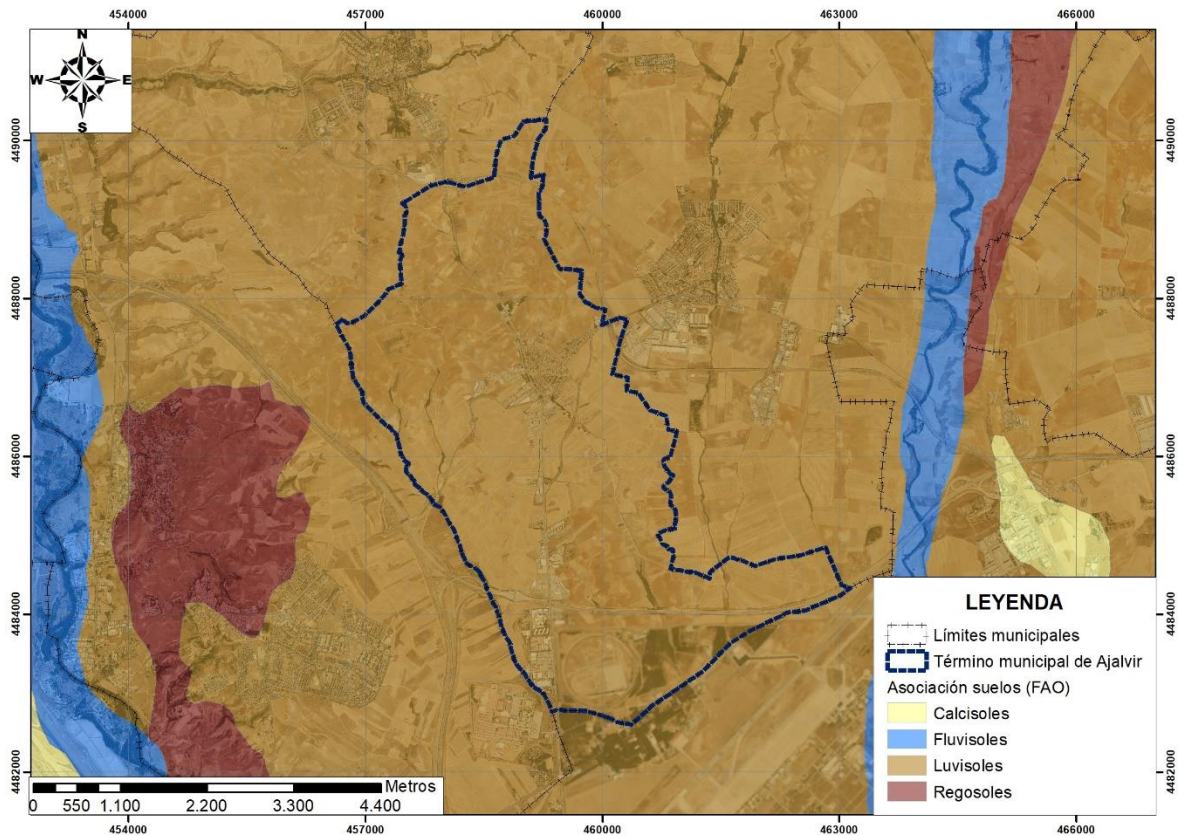 454000 457000 460000 463000 466000
N
W E
S
4490000 4490000
4488000 4488000
4486000 4486000
4484000 4484000
4482000 4482000
LEYENDA
Límites municipales
Término municipal de Ajalvir
Asociación suelos (FAO)
Calcisoles
Fluvisoles
Luvisoles
Regosoles
Metros
0 550 1.100 2.200 3.300 4.400
454000 457000 460000 463000 466000